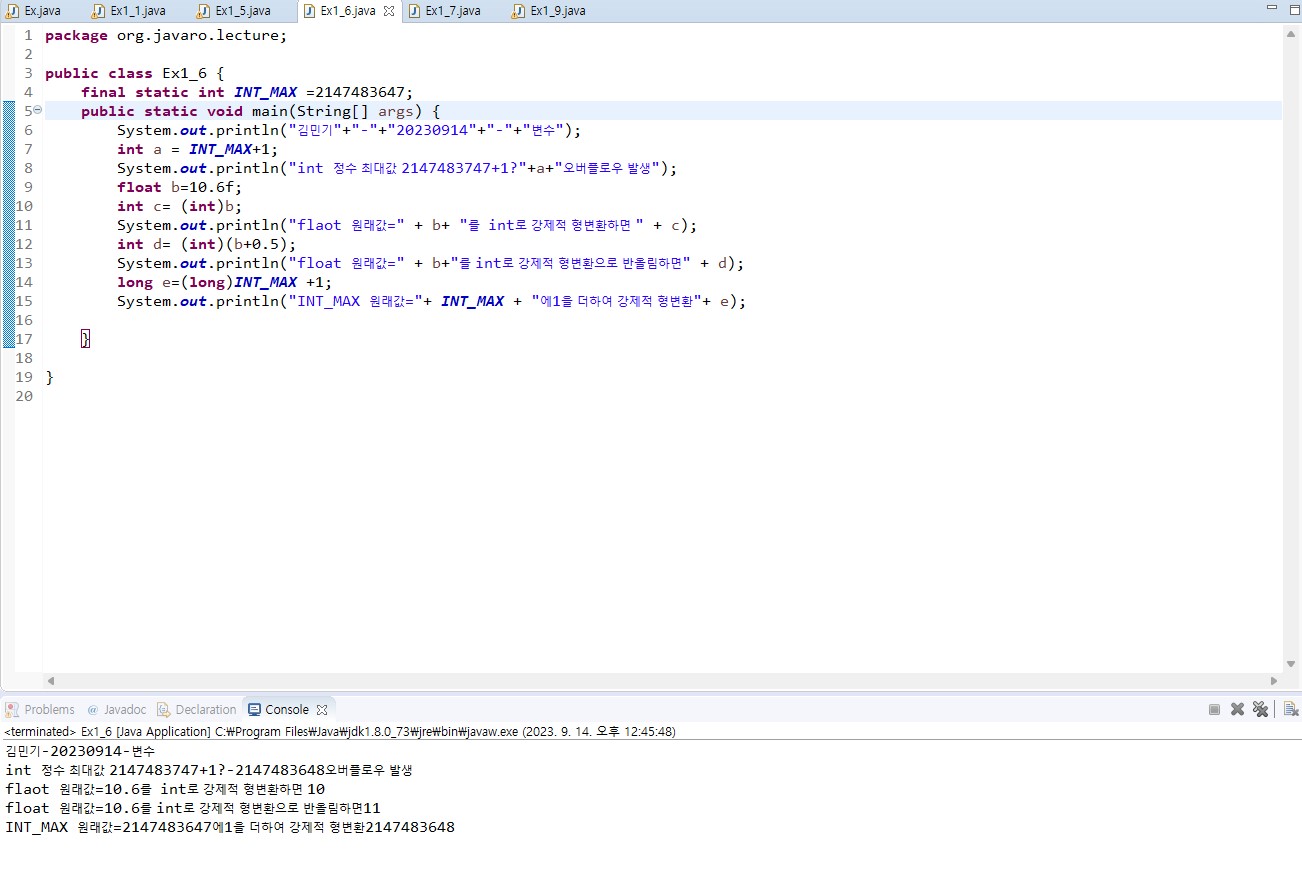 Ex.java Ex1_1.java Ex1_5.java Ex1_6.java Ex1_7.java Ex1_9.java
1 package org.javaro.lecture;
2
3 public class Ex1_6 {
4 final static int INT_MAX =2147483647;
5 public static void main(String[] args) {
6 System.out.println("김민기"+"-"+"20230914"+"-"+"변수");
7 int a = INT_MAX+1;
8 System.out.println("int 정수 최대값 2147483747+1?"+a+"오버플로우 발생");
9 float b=10.6f;
10 int c= (int)b;
11 System.out.println("flaot 원래값=" + b+ "를 int로 강제적 형변환하면 " + c);
12 int d= (int)(b+0.5);
13 System.out.println("float 원래값=" + b+"를 int로 강제적 형변환으로 반올림하면" + d);
14 long e=(long)INT_MAX +1;
15 System.out.println("INT_MAX 원래값="+ INT_MAX + "에1을 더하여 강제적 형변환"+ e);
16
17 }
18
19 }
20
Problems @ Javadoc Declaration Console
<terminated> Ex1_6 [Java Application] C:₩Program Files₩Java₩jdk1.8.0_73₩jre₩bin₩javaw.exe (2023. 9. 14. 오후 12:45:48)
김민기-20230914-변수
int 정수 최대값 2147483747+1?-2147483648오버플로우 발생
flaot 원래값=10.6를 int로 강제적 형변환하면 10
float 원래값=10.6를 int로 강제적 형변환으로 반올림하면11
INT_MAX 원래값=2147483647에1을 더하여 강제적 형변환2147483648